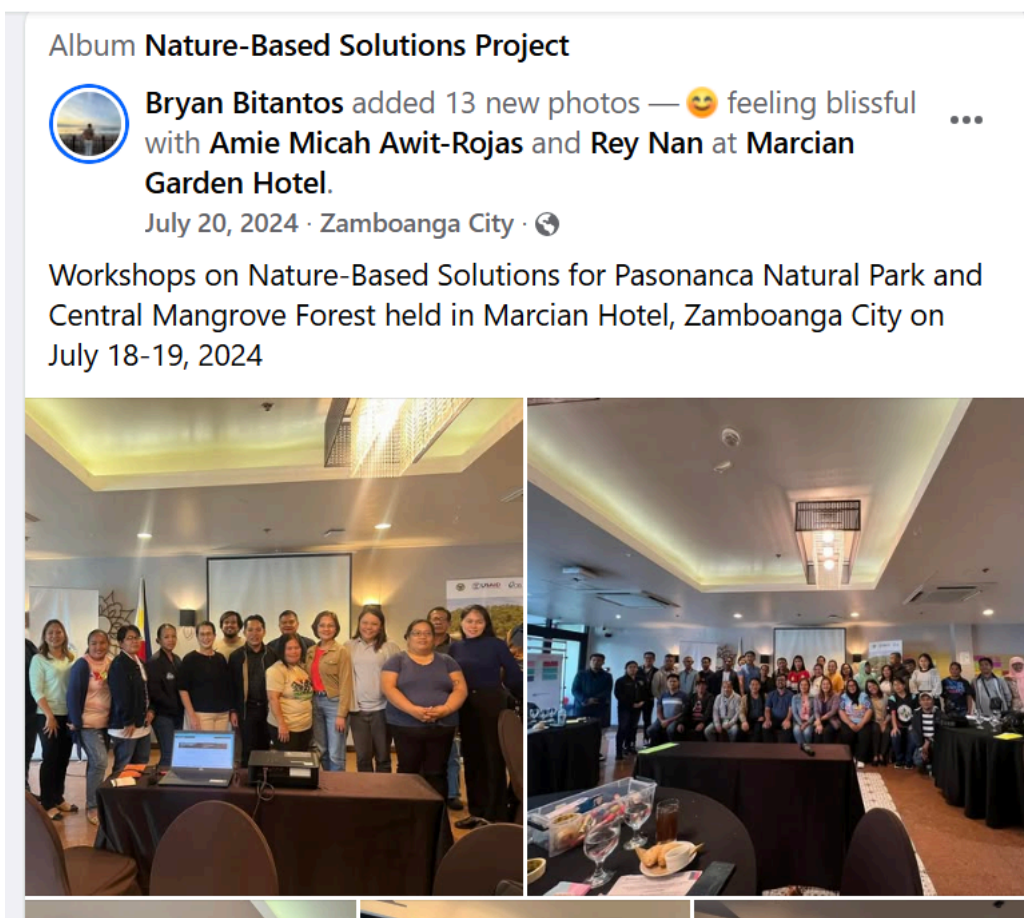 Album Nature-Based Solutions Project
Bryan Bitantos added 13 new photos — 😊 feeling blissful
with Amie Micah Awit-Rojas and Rey Nan at Marcian
Garden Hotel.
July 20, 2024 · Zamboanga City ·
Workshops on Nature-Based Solutions for Pasonanca Natural Park and
Central Mangrove Forest held in Marcian Hotel, Zamboanga City on
July 18-19, 2024
USAID